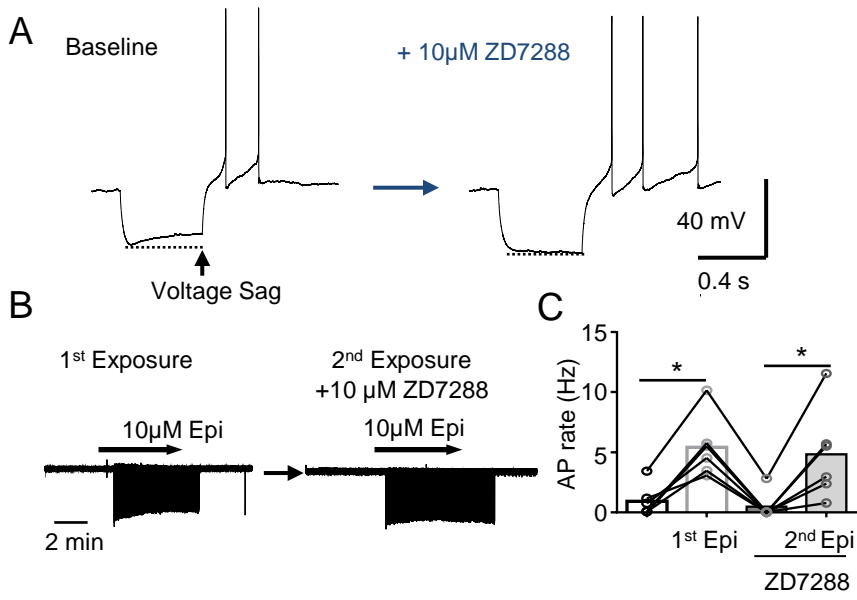 A
Baseline
+ 10µM ZD7288
40 mV
0.4 s
Voltage Sag
B
1st Exposure
2nd Exposure
+10 µM ZD7288
10µM Epi
10µM Epi
2 min
C
AP rate (Hz)
15
10
5
0
*
*
1st Epi
2nd Epi
ZD7288